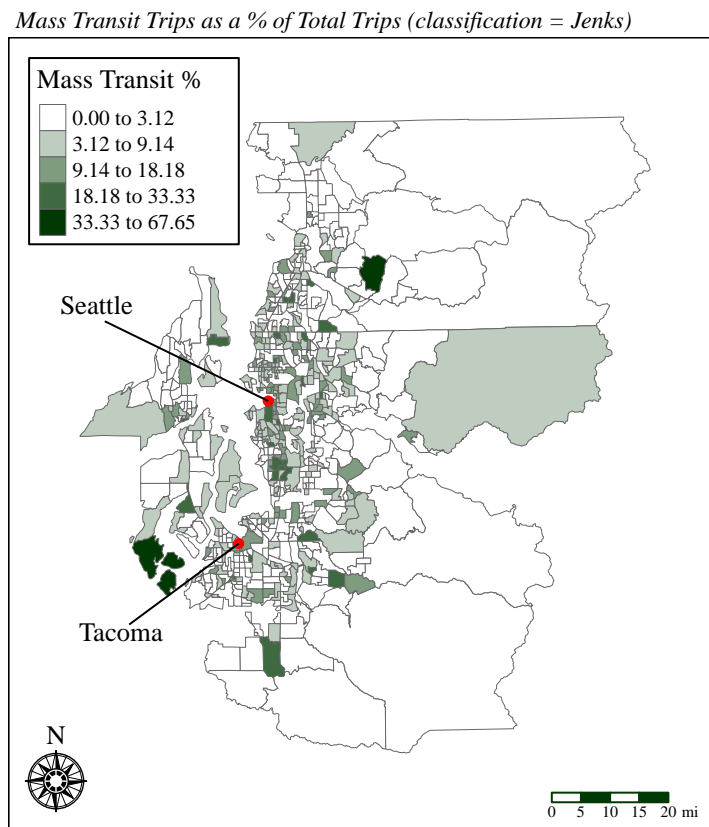 Mass Transit Trips as a % of Total Trips (classification = Jenks)
Mass Transit %
0.00 to 3.12
3.12 to 9.14
9.14 to 18.18
18.18 to 33.33
33.33 to 67.65
Seattle
Tacoma
N
0 5 10 15 20 mi